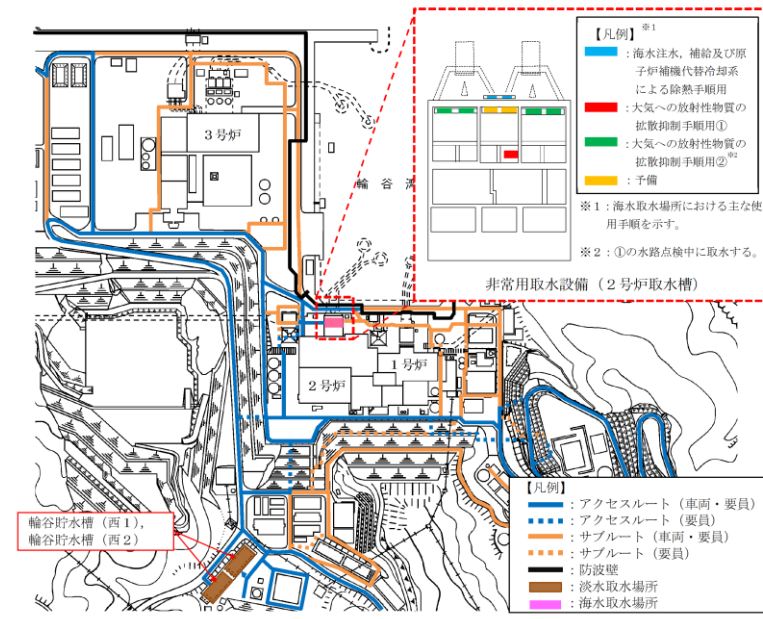 【凡例】※1
：海水注水，補給及び原
子炉補機代替冷却系
による除熱手順用
：大気への放射性物質の
拡散抑制手順用①
：大気への放射性物質の
拡散抑制手順用②※2
：予備
※1：海水取水場所における主な使
用手順を示す。
※2：①の水路点検中に取水する。
非常用取水設備（２号炉取水槽）
３号炉
輪谷湾
１号炉
２号炉
輪谷貯水槽（西１），
輪谷貯水槽（西２）
【凡例】
：アクセスルート（車両・要員）
：アクセスルート（要員）
：サブルート（車両・要員）
：サブルート（要員）
：防波壁
：淡水取水場所
：海水取水場所